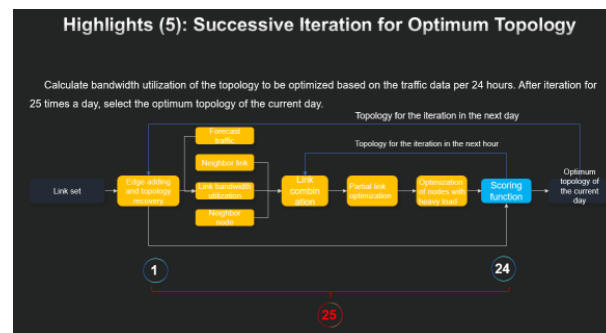 Highlights (5): Successive Iteration for Optimum Topology
Calculate bandwidth utilization of the topology to be optimized based on the traffic data per 24 hours. After iteration for
25 times a day, select the optimum topology of the current day.
Topology for the iteration in the next day
Topology for the iteration in the next hour
Link set
Edge adding
and topology
recovery
Forecast
traffic
Neighbor link
Link bandwidth
utilization
Neighbor
node
Link
combin
ation
Partial link
optimization
Optimization
of nodes with
heavy load
Scoring
function
Optimum
topology of
the current
day
1
24
25